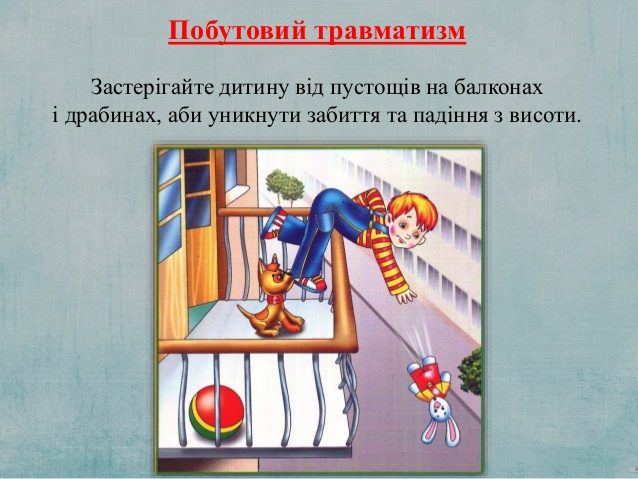 Побутовий травматизм
Застерігайте дитину від пустощів на балконах
і драбинах, аби уникнути забиття та падіння з висоти.